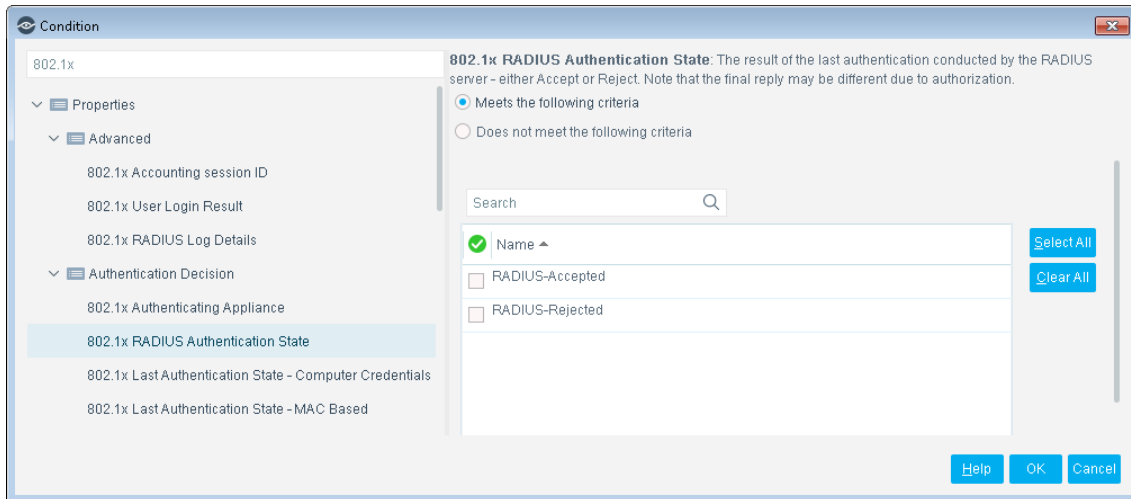 Condition
802.1x
Properties
Advanced
802.1x Accounting session ID
802.1x User Login Result
802.1x RADIUS Log Details
Authentication Decision
802.1x Authenticating Appliance
802.1x RADIUS Authentication State
802.1x Last Authentication State - Computer Credentials
802.1x Last Authentication State - MAC Based
802.1x RADIUS Authentication State: The result of the last authentication conducted by the RADIUS
server - either Accept or Reject. Note that the final reply may be different due to authorization.
Meets the following criteria
Does not meet the following criteria
Search
Name
RADIUS-Accepted
RADIUS-Rejected
Select All
Clear All
Help OK Cancel